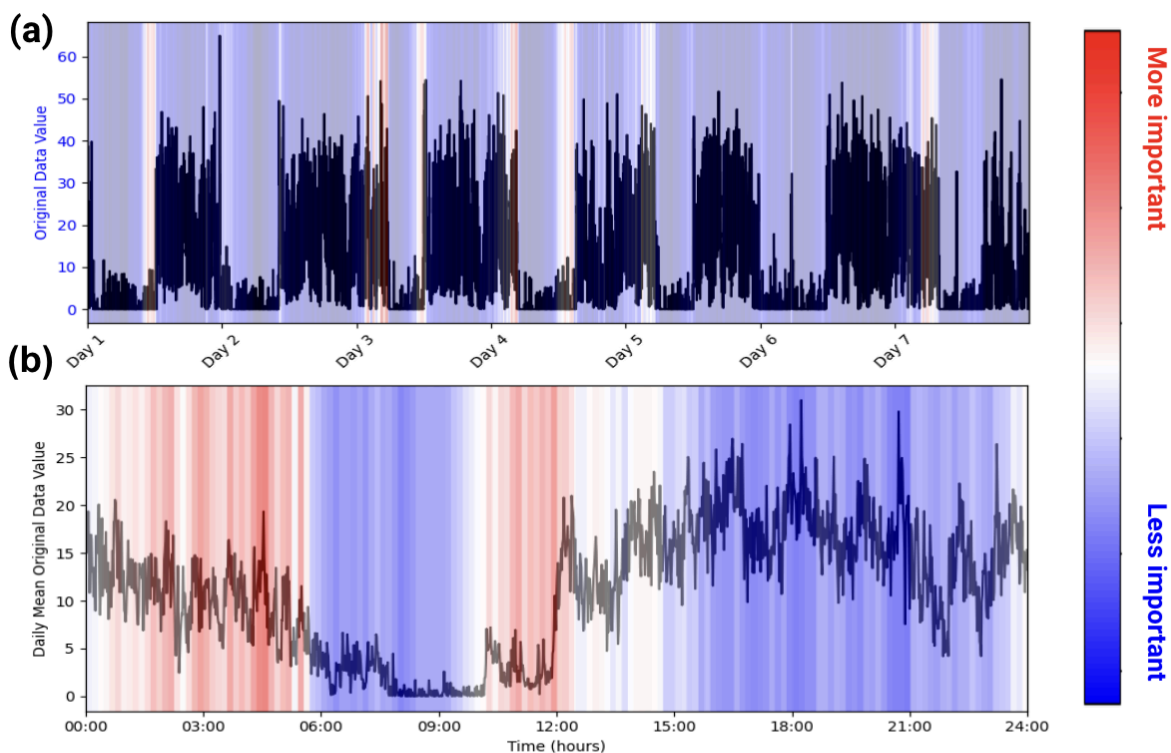 (a)
Original Data Value
60
50
40
30
20
10
0
Day 1
Day 2
Day 3
Day 4
Day 5
Day 6
Day 7
(b)
Daily Mean Original Data Value
30
25
20
15
10
5
0
00:00
03:00
06:00
09:00
12:00
15:00
18:00
21:00
24:00
Time (hours)
More important
Less important